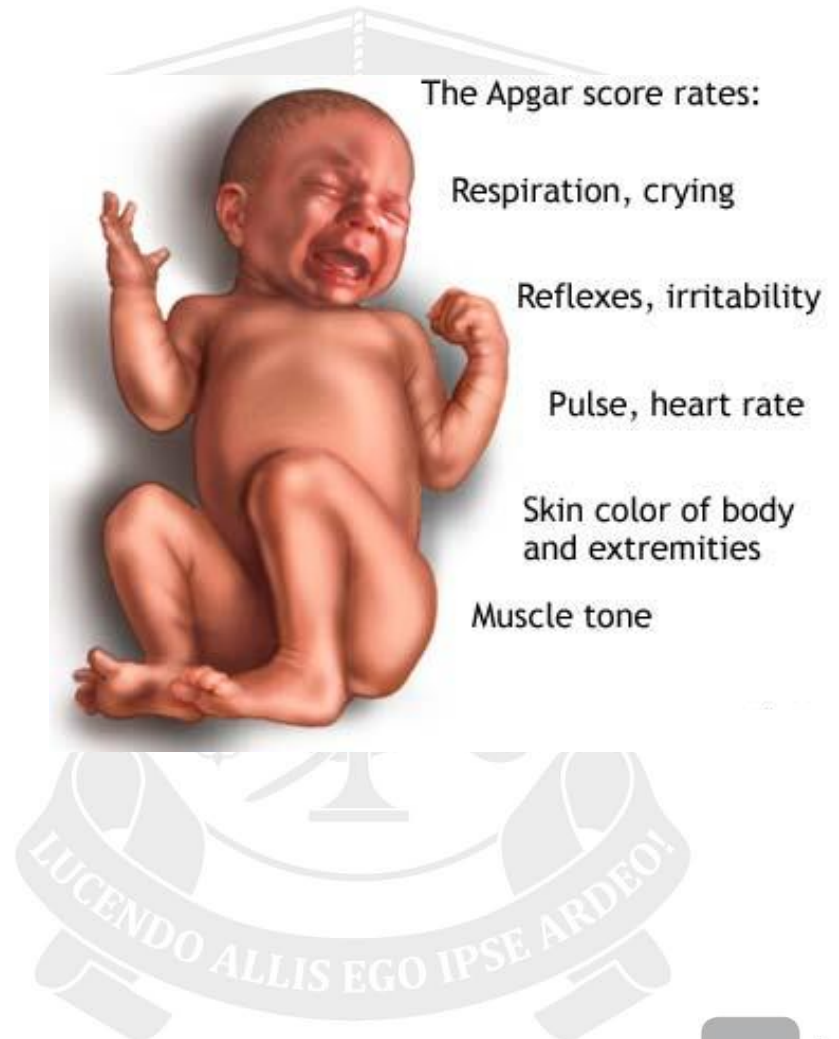 The Apgar score rates:
Respiration, crying
Reflexes, irritability
Pulse, heart rate
Skin color of body
and extremities
Muscle tone
LUCENDO ALLIS EGO IPSE ARDEO!